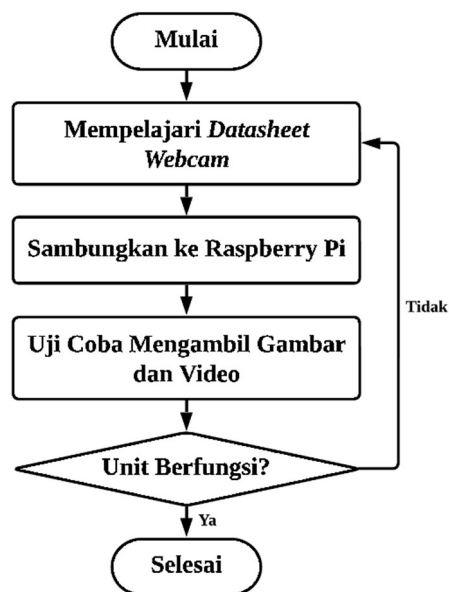 Mulai
Mempelajari Datasheet
Webcam
Sambungkan ke Raspberry Pi
Uji Coba Mengambil Gambar
dan Video
Tidak
Unit Berfungsi?
Ya
Selesai